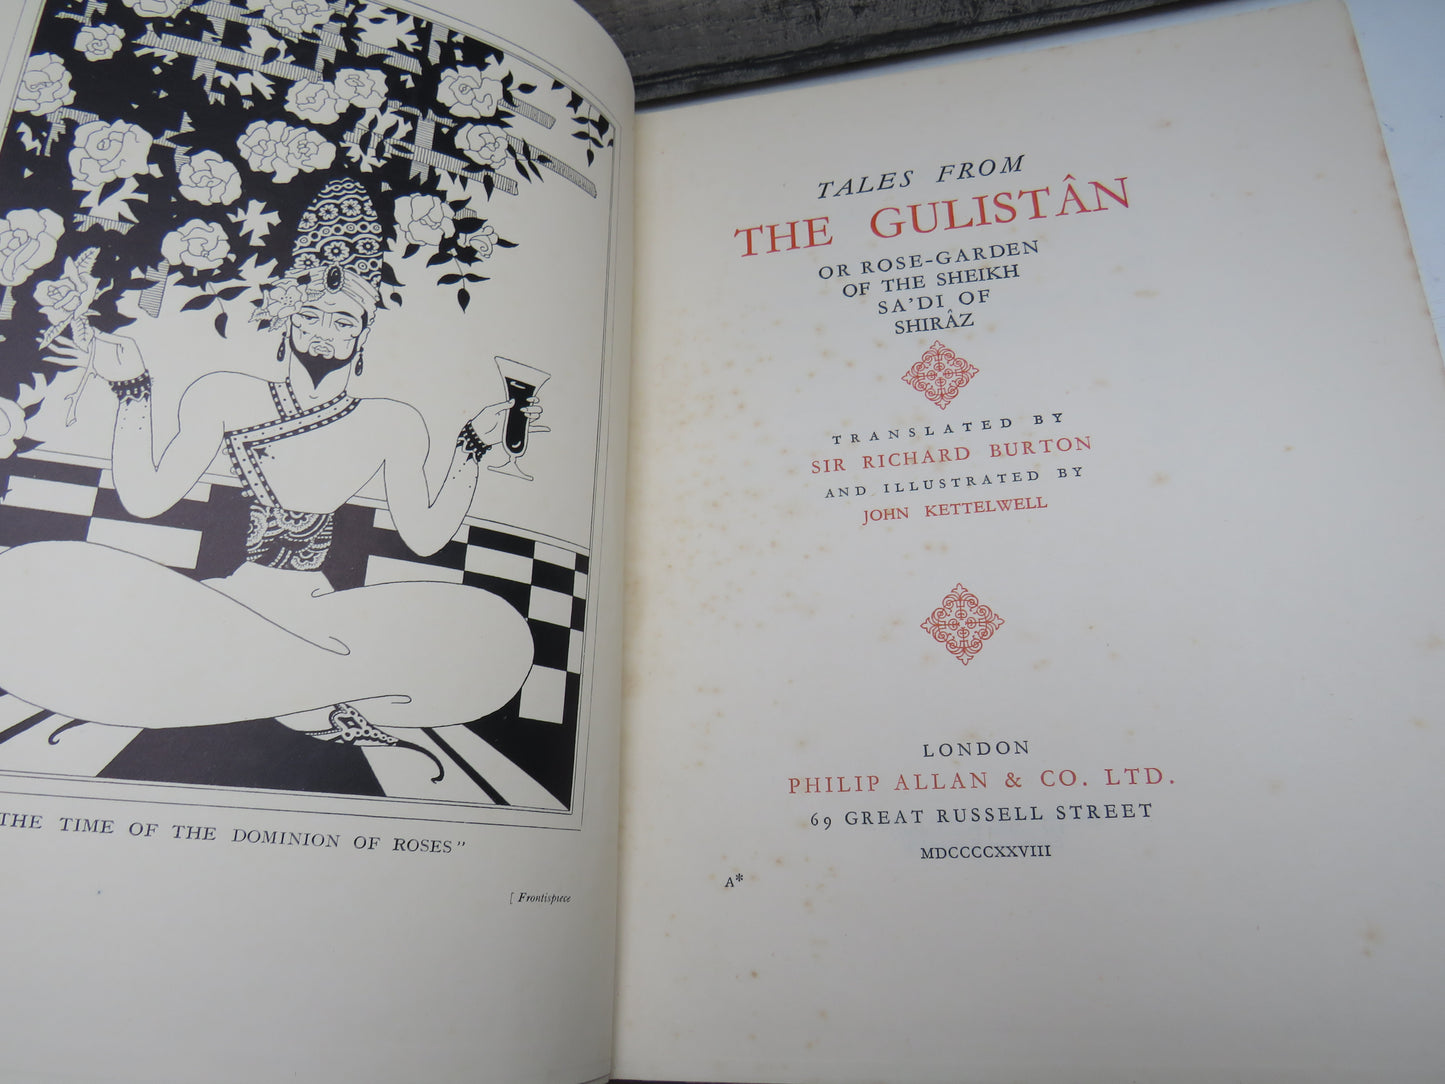 THE TIME OF THE DOMINION OF ROSES"
[ Frontispiece
TALES FROM
THE GULISTÂN
OR ROSE-GARDEN
OF THE SHEIKH
SA'DI OF
SHIRÂZ
TRANSLATED BY
SIR RICHARD BURTON
AND ILLUSTRATED BY
JOHN KETTELWELL
LONDON
PHILIP ALLAN & CO. LTD.
69 GREAT RUSSELL STREET
MDCCCCXXVIII
A*